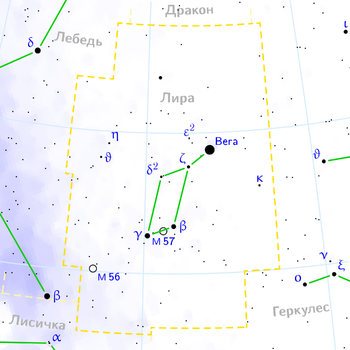 Дракон
ι
δ
Лебедь
Лира
η
ε²
Вега
ϑ
δ²
ζ
ϑ
κ
γ
β
M 57
M 56
ν
ξ
ο
β
Геркулес
Лисичка
α